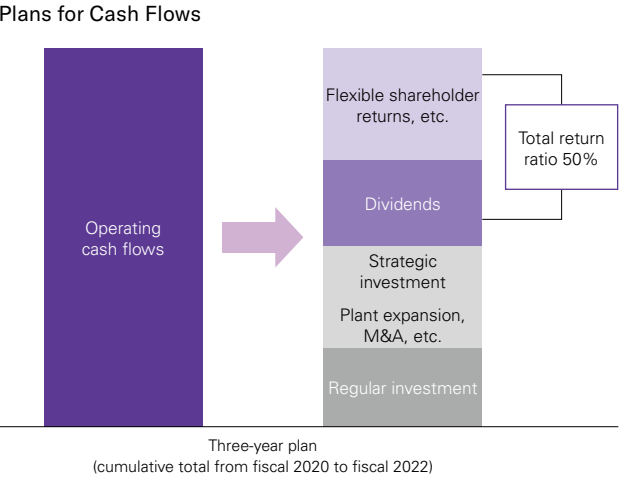 Plans for Cash Flows
Flexible shareholder
returns, etc.
Total return
ratio 50%
Dividends
Operating
cash flows
Strategic
investment
Plant expansion,
M&A, etc.
Regular investment
Three-year plan
(cumulative total from fiscal 2020 to fiscal 2022)